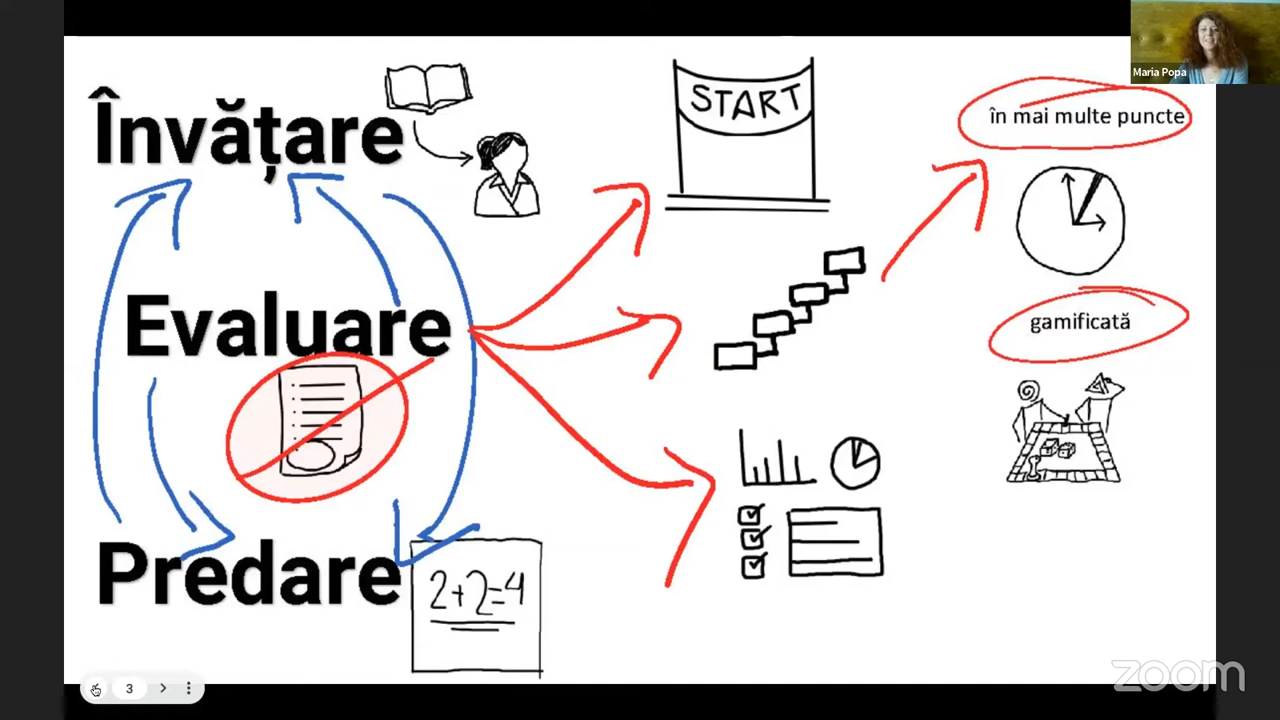 Maria Popa
Învățare
START
în mai multe puncte
Evaluare
gamificată
Predare
2+2=4
3
zoom